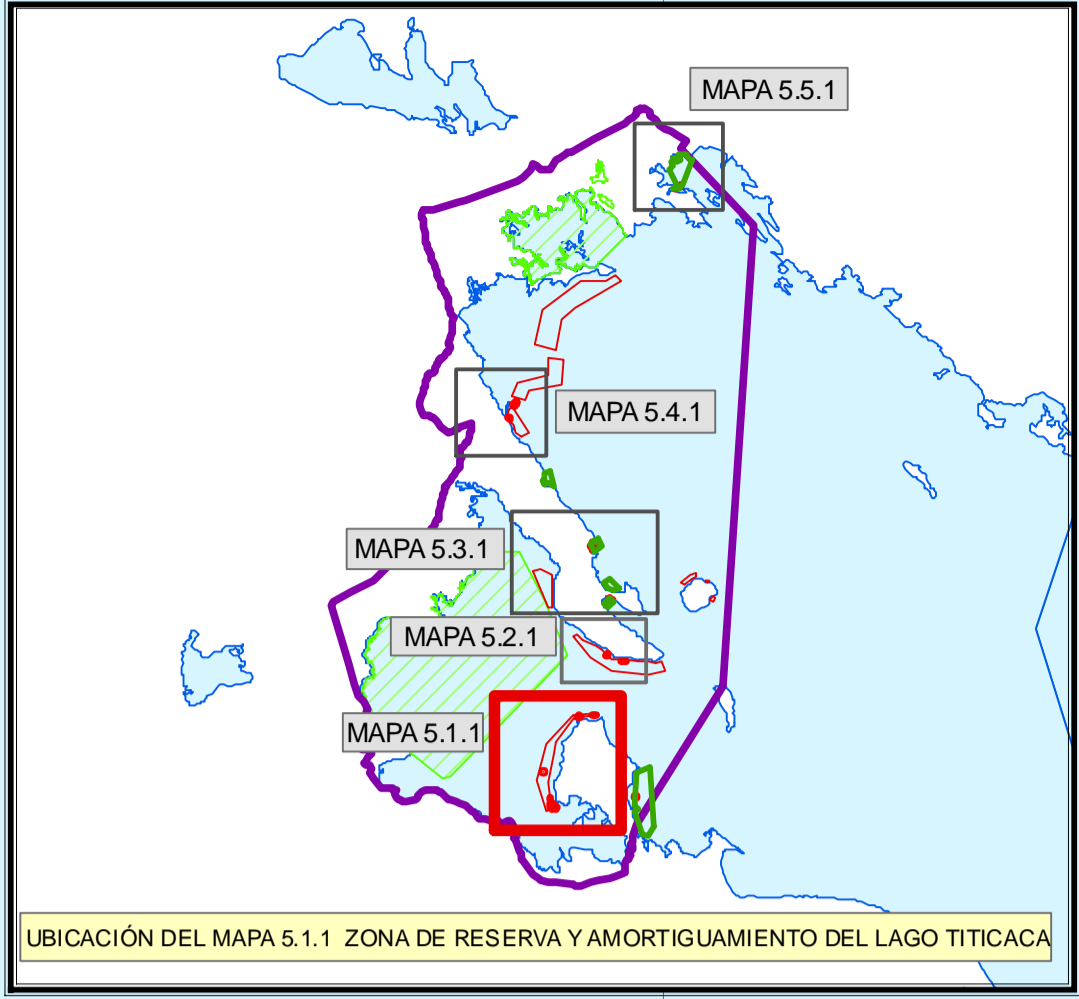 MAPA 5.5.1
MAPA 5.4.1
MAPA 5.3.1
MAPA 5.2.1
MAPA 5.1.1
UBICACIÓN DEL MAPA 5.1.1 ZONA DE RESERVA Y AMORTIGUAMIENTO DEL LAGO TITICACA